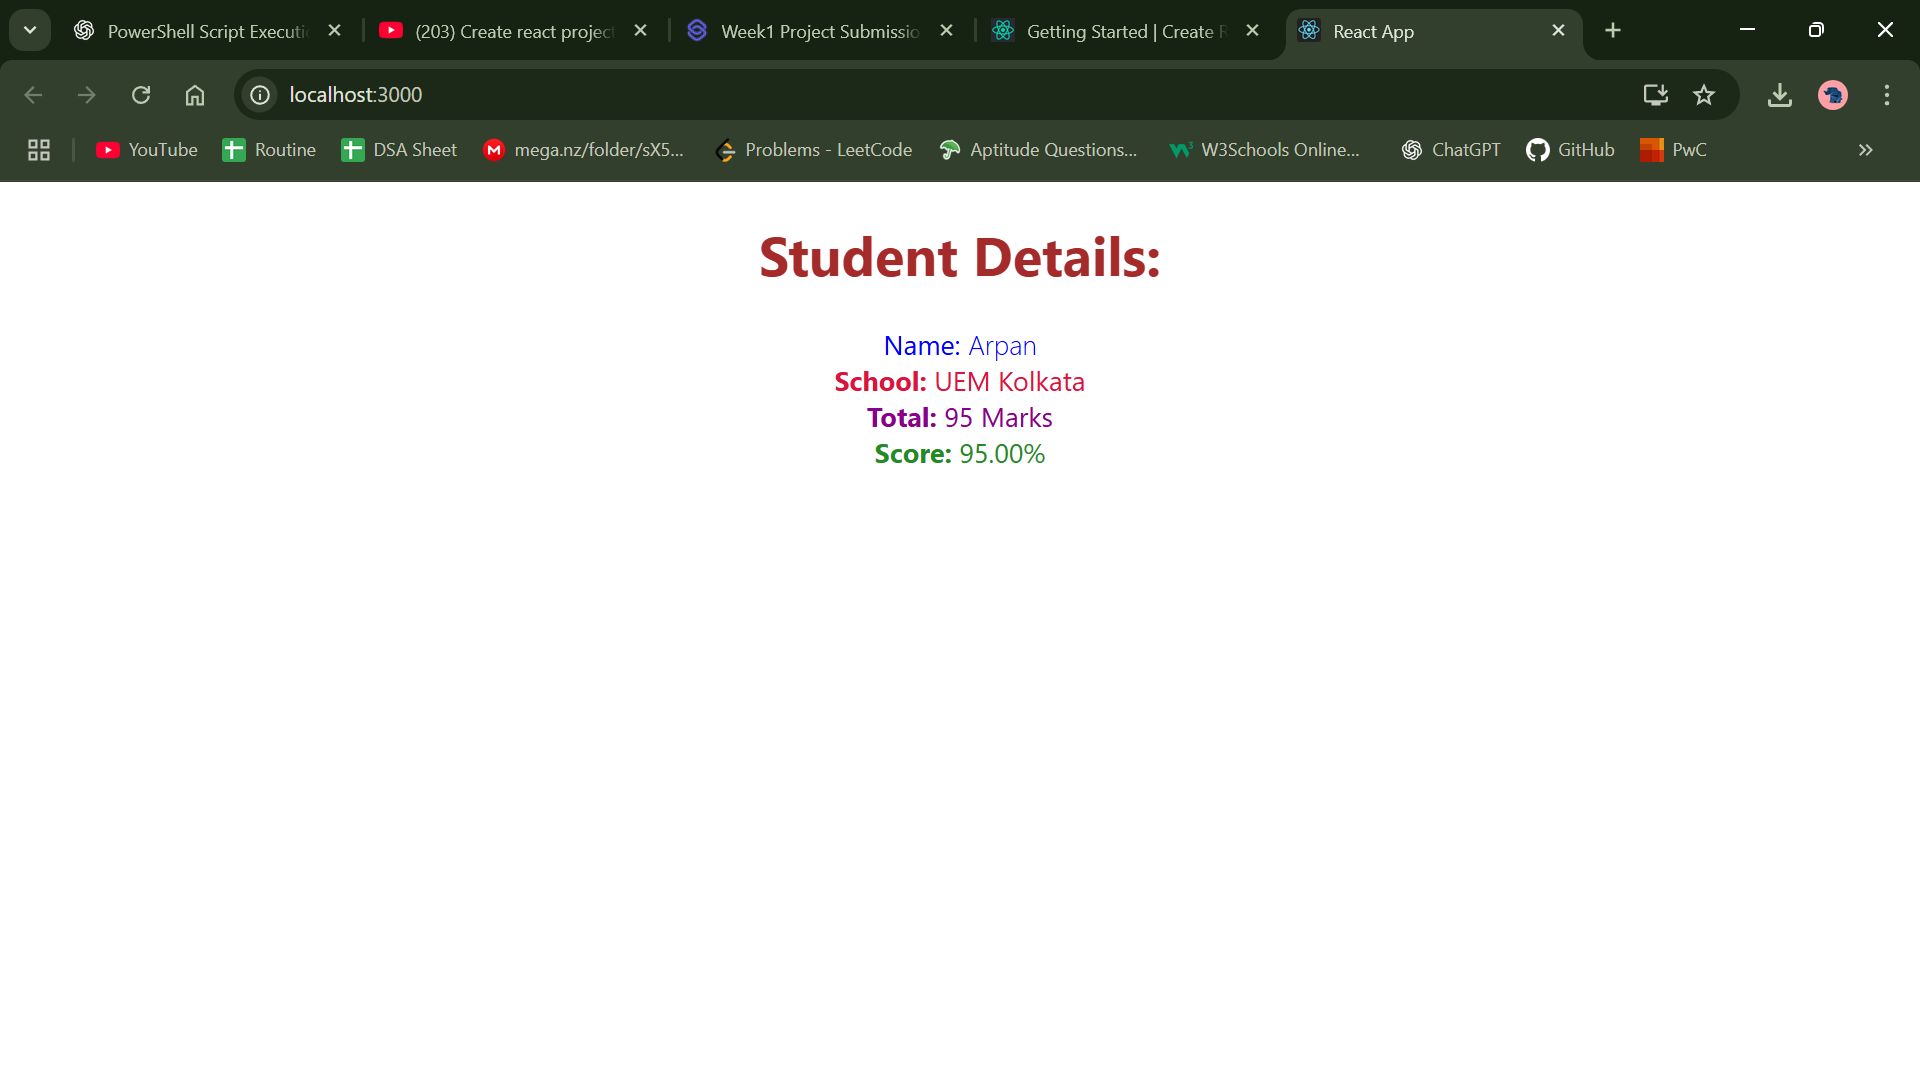 PowerShell Script Executi
(203) Create react project
Week1 Project Submissio
Getting Started | Create R
React App
localhost:3000
YouTube
Routine
DSA Sheet
mega.nz/folder/sX5...
Problems - LeetCode
Aptitude Questions...
W3Schools Online...
ChatGPT
GitHub
PwC
Student Details:
Name: Arpan
School: UEM Kolkata
Total: 95 Marks
Score: 95.00%